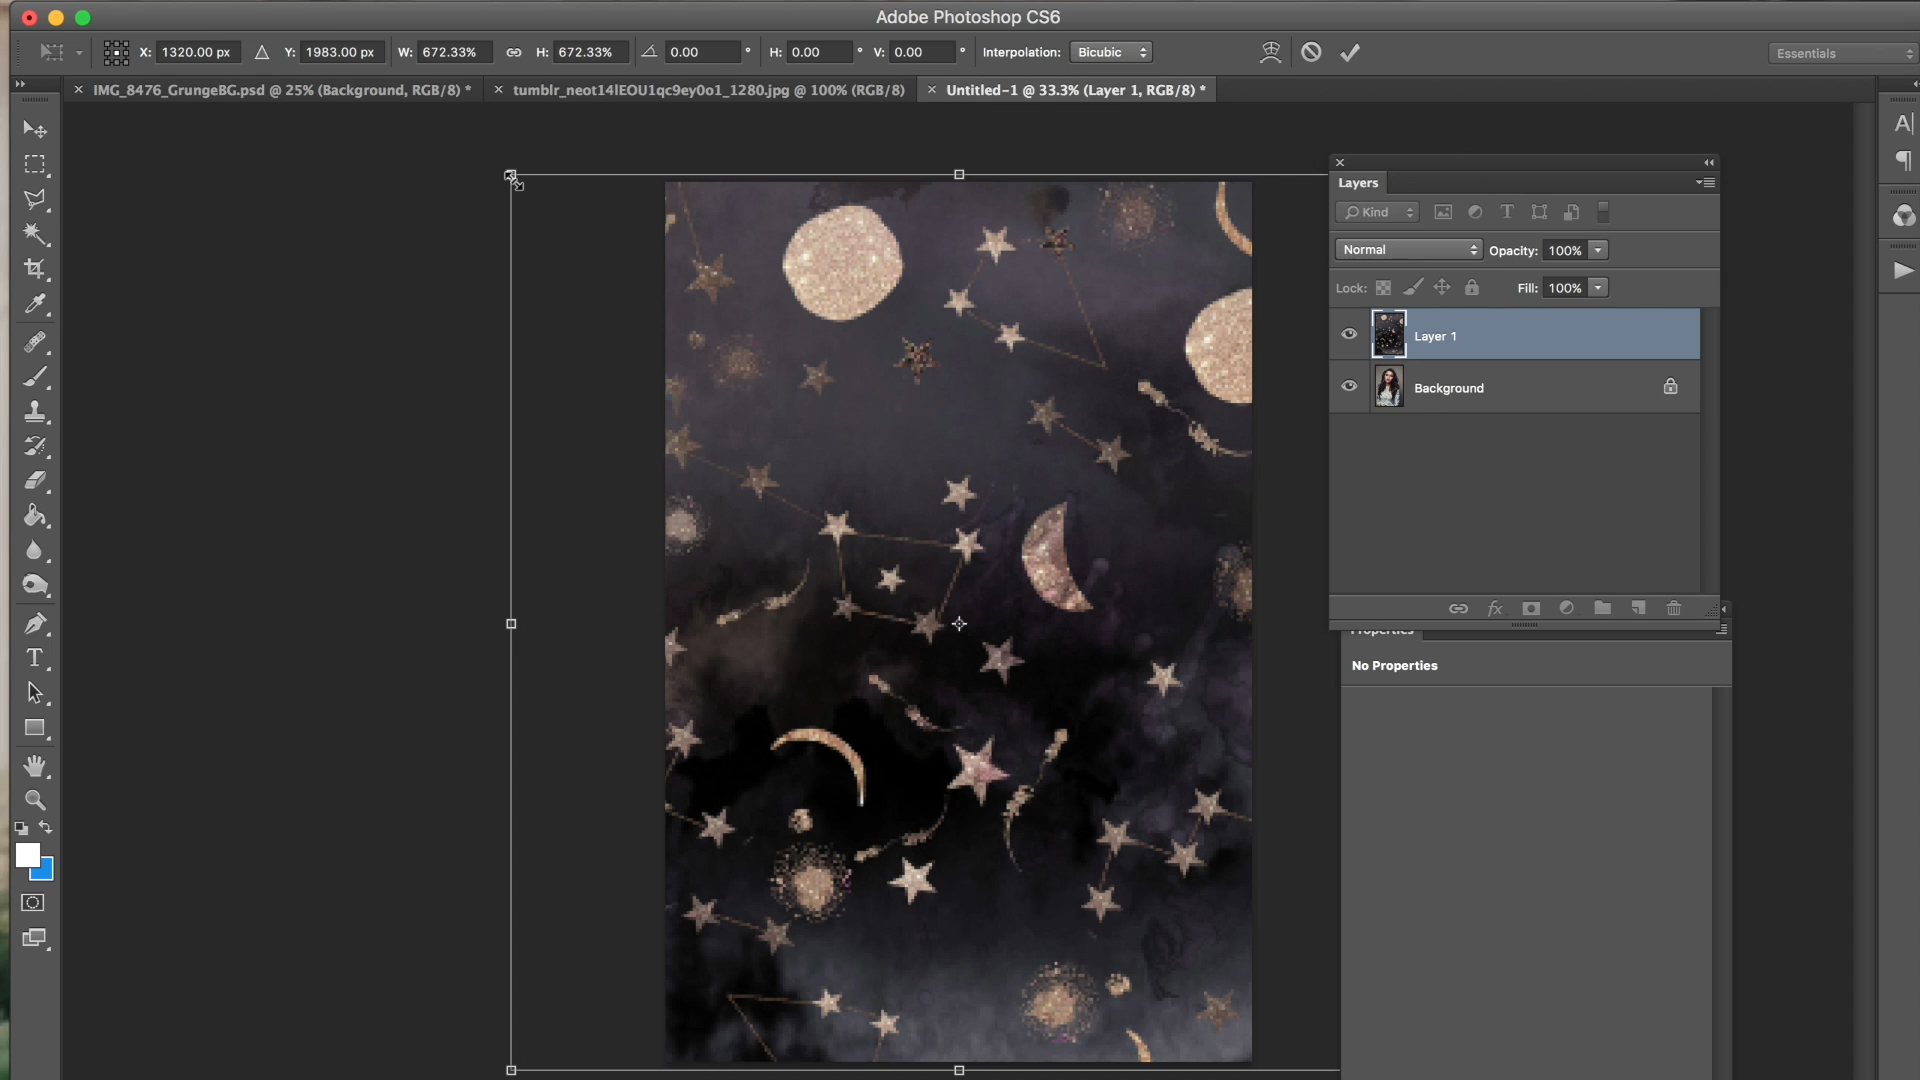 Adobe Photoshop CS6
X: 1320.00 px Y: 1983.00 px W: 672.33% H: 672.33% 0.00 ° H: 0.00 ° V: 0.00 ° Interpolation: Bicubic Essentials
IMG_8476_GrungeBG.psd @ 25% (Background, RGB/8) * tumblr_neot14lEOU1qc9ey0o1_1280.jpg @ 100% (RGB/8) Untitled-1 @ 33.3% (Layer 1, RGB/8) *
Layers
Kind
Normal Opacity: 100%
Lock: Fill: 100%
Layer 1
Background
fx
Properties
No Properties